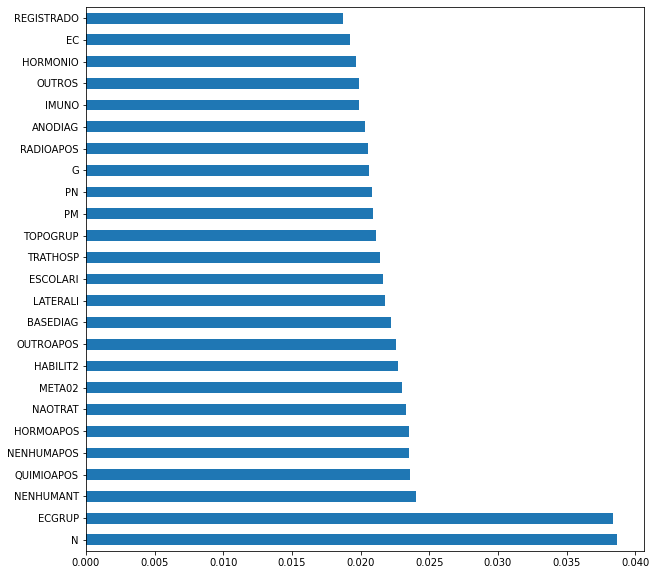 REGISTRADO
EC
HORMONIO
OUTROS
IMUNO
ANODIAG
RADIOAPOS
G
PN
PM
TOPOGRUP
TRATHOSP
ESCOLARI
LATERALI
BASEDIAG
OUTROAPOS
HABILIT2
META02
NAOTRAT
HORMOAPOS
NENHUMAPOS
QUIMIOAPOS
NENHUMANT
ECGRUP
N
0.000 0.005 0.010 0.015 0.020 0.025 0.030 0.035 0.040